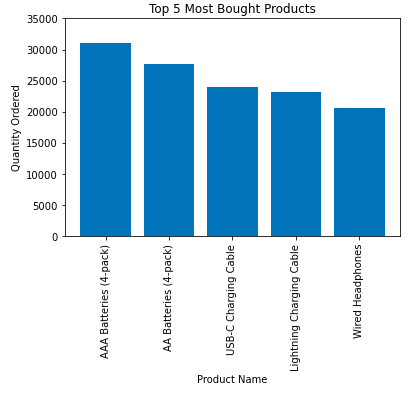 Top 5 Most Bought Products
Quantity Ordered
35000
30000
25000
20000
15000
10000
5000
0
AAA Batteries (4-pack)
AA Batteries (4-pack)
USB-C Charging Cable
Lightning Charging Cable
Wired Headphones
Product Name